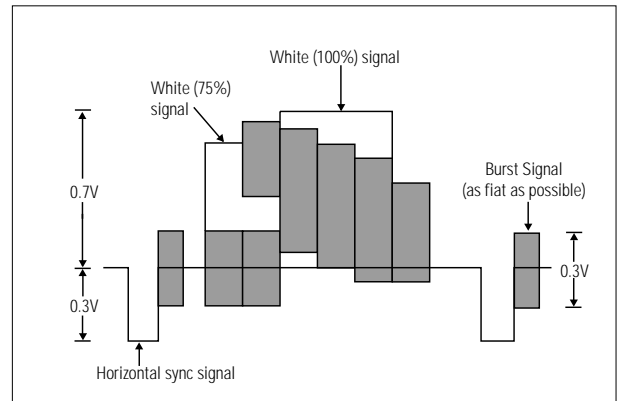 White (100%) signal
White (75%)
signal
0.7V
Burst Signal
(as fiat as possible)
0.3V
0.3V
Horizontal sync signal